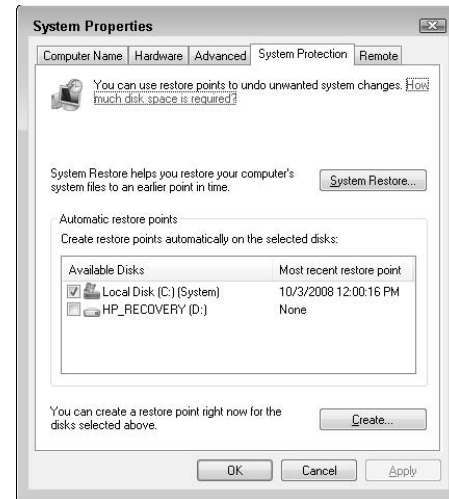 System Properties
Computer Name Hardware Advanced System Protection Remote
You can use restore points to undo unwanted system changes. How
much disk space is required?
System Restore helps you restore your computer's
system files to an earlier point in time.
System Restore...
Automatic restore points
Create restore points automatically on the selected disks:
Available Disks Most recent restore point
Local Disk (C:) (System) 10/3/2008 12:00:16 PM
HP_RECOVERY (D:) None
You can create a restore point right now for the
disks selected above.
Create...
OK Cancel Apply